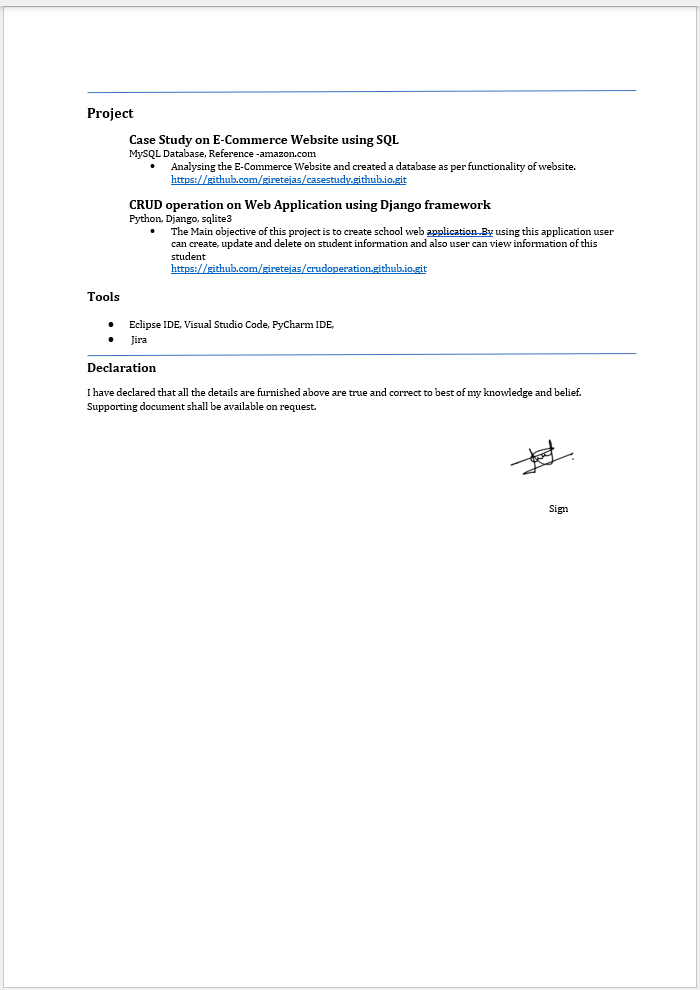 Project
Case Study on E-Commerce Website using SQL
MySQL Database, Reference -amazon.com
• Analysing the E-Commerce Website and created a database as per functionality of website.
https://github.com/giretejas/casestudy.github.io.git
CRUD operation on Web Application using Django framework
Python, Django, sqlite3
• The Main objective of this project is to create school web application .By using this application user
can create, update and delete on student information and also user can view information of this
student
https://github.com/giretejas/crudoperation.github.io.git
Tools
• Eclipse IDE, Visual Studio Code, PyCharm IDE,
• Jira
Declaration
I have declared that all the details are furnished above are true and correct to best of my knowledge and belief.
Supporting document shall be available on request.
Sign